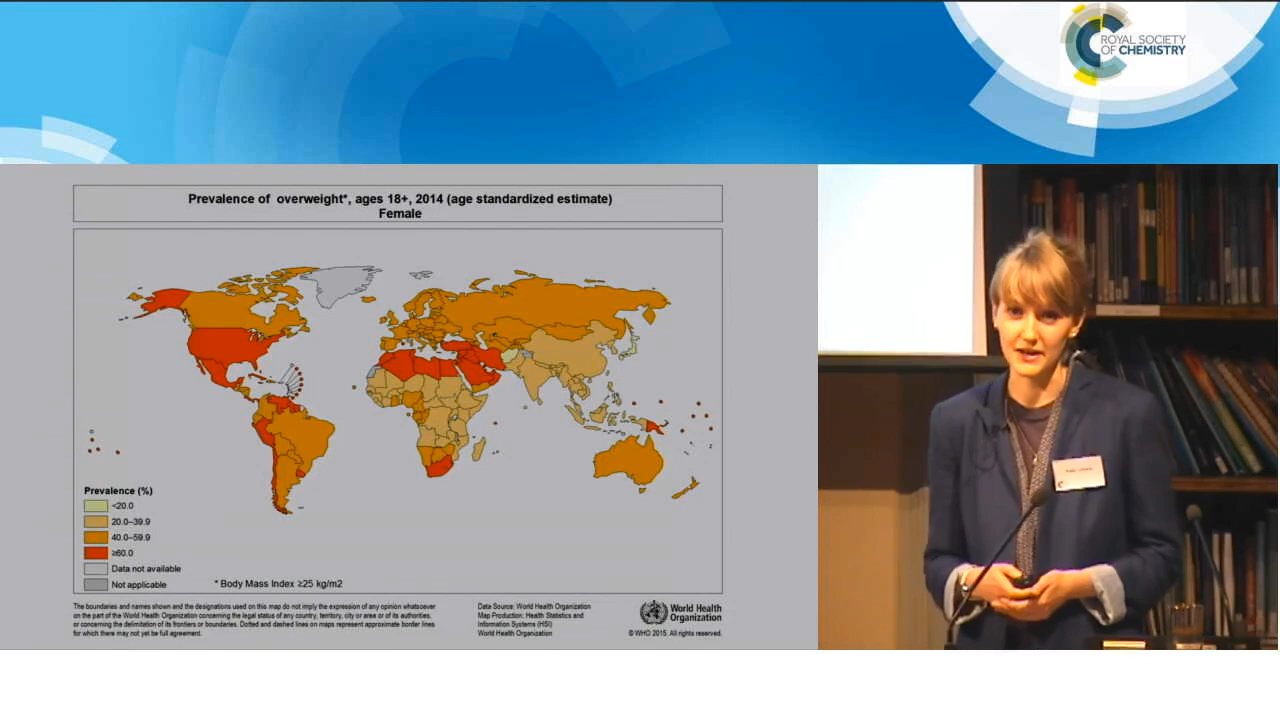 ROYAL SOCIETY
OF CHEMISTRY
Prevalence of overweight*, ages 18+, 2014 (age standardized estimate)
Female
Prevalence (%)
<20.0
20.0–39.9
40.0–59.9
≥60.0
Data not available
Not applicable
* Body Mass Index ≥25 kg/m2
The boundaries and names shown and the designations used on this map do not imply the expression of any opinion whatsoever
on the part of the World Health Organization concerning the legal status of any country, territory, city or area or of its authorities,
or concerning the delimitation of its frontiers or boundaries. Dotted and dashed lines on maps represent approximate border lines
for which there may not yet be full agreement.
Data Source: World Health Organization
Map Production: Health Statistics and
Information Systems (HSI)
World Health Organization
World Health
Organization
© WHO 2015. All rights reserved.